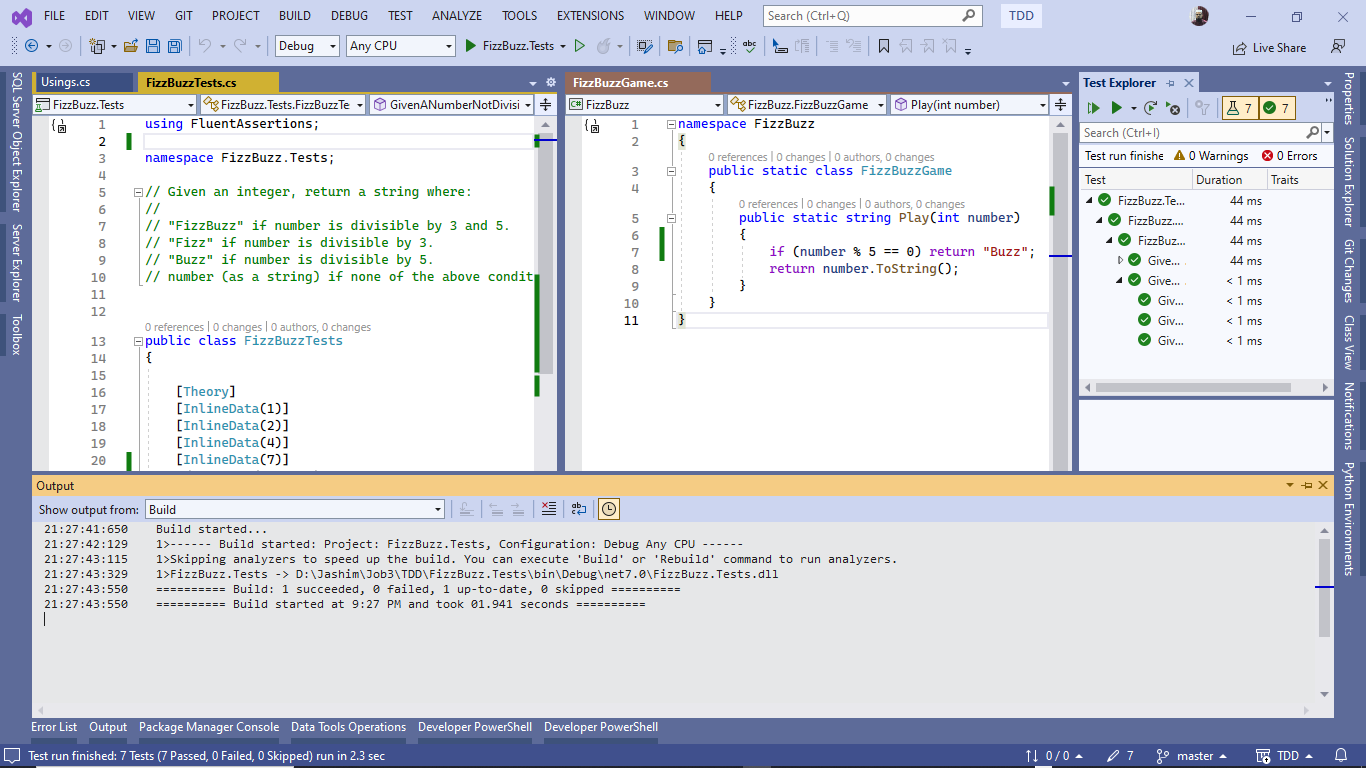 FILE EDIT VIEW GIT PROJECT BUILD DEBUG TEST ANALYZE TOOLS EXTENSIONS WINDOW HELP Search (Ctrl+Q) TDD
Debug Any CPU FizzBuzz.Tests Live Share
SQL Server Object Explorer
Server Explorer
Toolbox
Usings.cs FizzBuzzTests.cs
FizzBuzz.Tests FizzBuzz.Tests.FizzBuzzTe GivenANumberNotDivisi
1 using FluentAssertions;
2
3 namespace FizzBuzz.Tests;
4
5 // Given an integer, return a string where:
6 //
7 // "FizzBuzz" if number is divisible by 3 and 5.
8 // "Fizz" if number is divisible by 3.
9 // "Buzz" if number is divisible by 5.
10 // number (as a string) if none of the above condit
11
12
0 references | 0 changes | 0 authors, 0 changes
13 public class FizzBuzzTests
14 {
15
16 [Theory]
17 [InlineData(1)]
18 [InlineData(2)]
19 [InlineData(4)]
20 [InlineData(7)]
FizzBuzzGame.cs
FizzBuzz FizzBuzz.FizzBuzzGame Play(int number)
1 namespace FizzBuzz
2 {
0 references | 0 changes | 0 authors, 0 changes
3 public static class FizzBuzzGame
4 {
0 references | 0 changes | 0 authors, 0 changes
5 public static string Play(int number)
6 {
7 if (number % 5 == 0) return "Buzz";
8 return number.ToString();
9 }
10 }
11 }
Test Explorer
7 7
Search (Ctrl+I)
Test run finishe 0 Warnings 0 Errors
Test Duration Traits
FizzBuzz.Te... 44 ms
FizzBuzz.... 44 ms
FizzBuz... 44 ms
Give... 44 ms
Give... < 1 ms
Giv... < 1 ms
Giv... < 1 ms
Giv... < 1 ms
Properties
Solution Explorer
Git Changes
Class View
Notifications
Python Environments
Output
Show output from: Build
21:27:41:650 Build started...
21:27:42:129 1>------ Build started: Project: FizzBuzz.Tests, Configuration: Debug Any CPU ------
21:27:43:115 1>Skipping analyzers to speed up the build. You can execute 'Build' or 'Rebuild' command to run analyzers.
21:27:43:329 1>FizzBuzz.Tests -> D:\Jashim\Job3\TDD\FizzBuzz.Tests\bin\Debug\net7.0\FizzBuzz.Tests.dll
21:27:43:550 ========== Build: 1 succeeded, 0 failed, 1 up-to-date, 0 skipped ==========
21:27:43:550 ========== Build started at 9:27 PM and took 01.941 seconds ==========
Error List Output Package Manager Console Data Tools Operations Developer PowerShell Developer PowerShell
Test run finished: 7 Tests (7 Passed, 0 Failed, 0 Skipped) run in 2.3 sec 0 / 0 7 master TDD